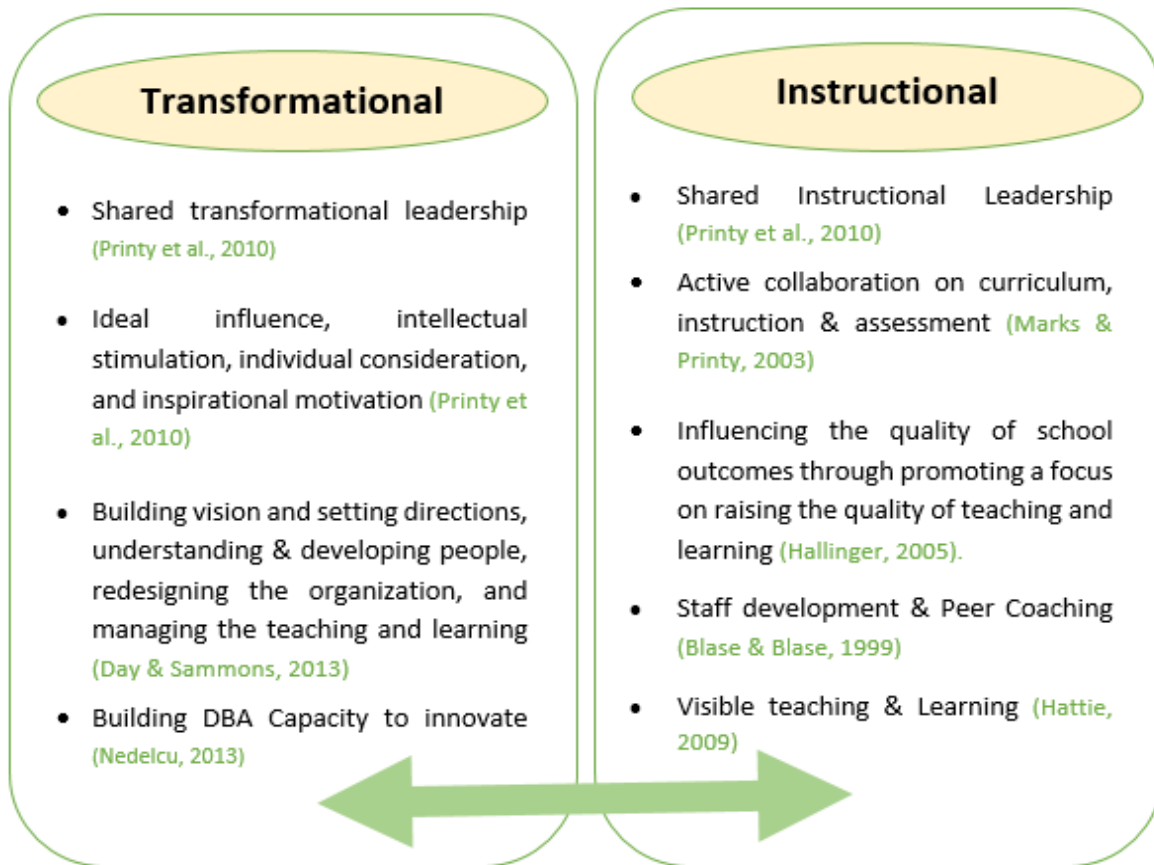 Transformational
• Shared transformational leadership
(Printy et al., 2010)
• Ideal influence, intellectual
stimulation, individual consideration,
and inspirational motivation (Printy et
al., 2010)
• Building vision and setting directions,
understanding & developing people,
redesigning the organization, and
managing the teaching and learning
(Day & Sammons, 2013)
• Building DBA Capacity to innovate
(Nedelcu, 2013)
Instructional
• Shared Instructional Leadership
(Printy et al., 2010)
• Active collaboration on curriculum,
instruction & assessment (Marks &
Printy, 2003)
• Influencing the quality of school
outcomes through promoting a focus
on raising the quality of teaching and
learning (Hallinger, 2005).
• Staff development & Peer Coaching
(Blase & Blase, 1999)
• Visible teaching & Learning (Hattie,
2009)